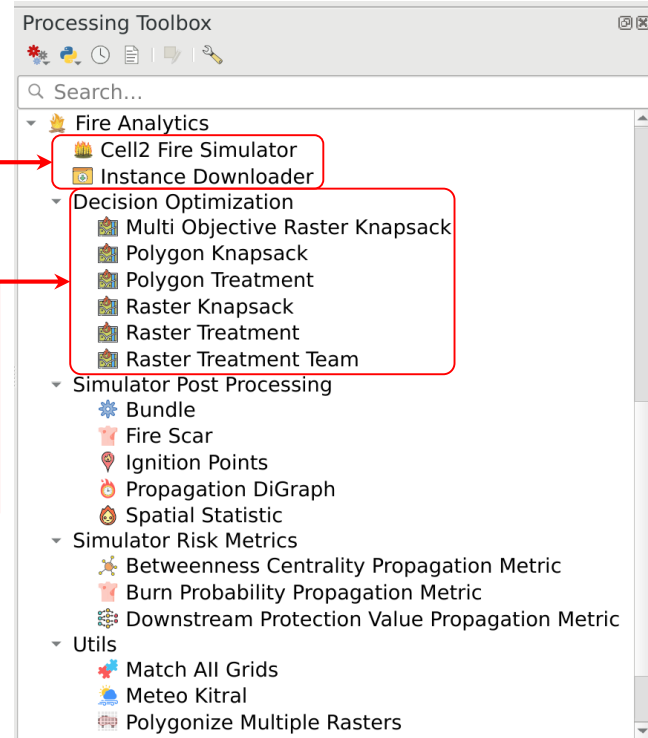 Processing Toolbox
Search...
Fire Analytics
Cell2 Fire Simulator
Instance Downloader
Decision Optimization
Multi Objective Raster Knapsack
Polygon Knapsack
Polygon Treatment
Raster Knapsack
Raster Treatment
Raster Treatment Team
Simulator Post Processing
Bundle
Fire Scar
Ignition Points
Propagation DiGraph
Spatial Statistic
Simulator Risk Metrics
Betweenness Centrality Propagation Metric
Burn Probability Propagation Metric
Downstream Protection Value Propagation Metric
Utils
Match All Grids
Meteo Kitral
Polygonize Multiple Rasters